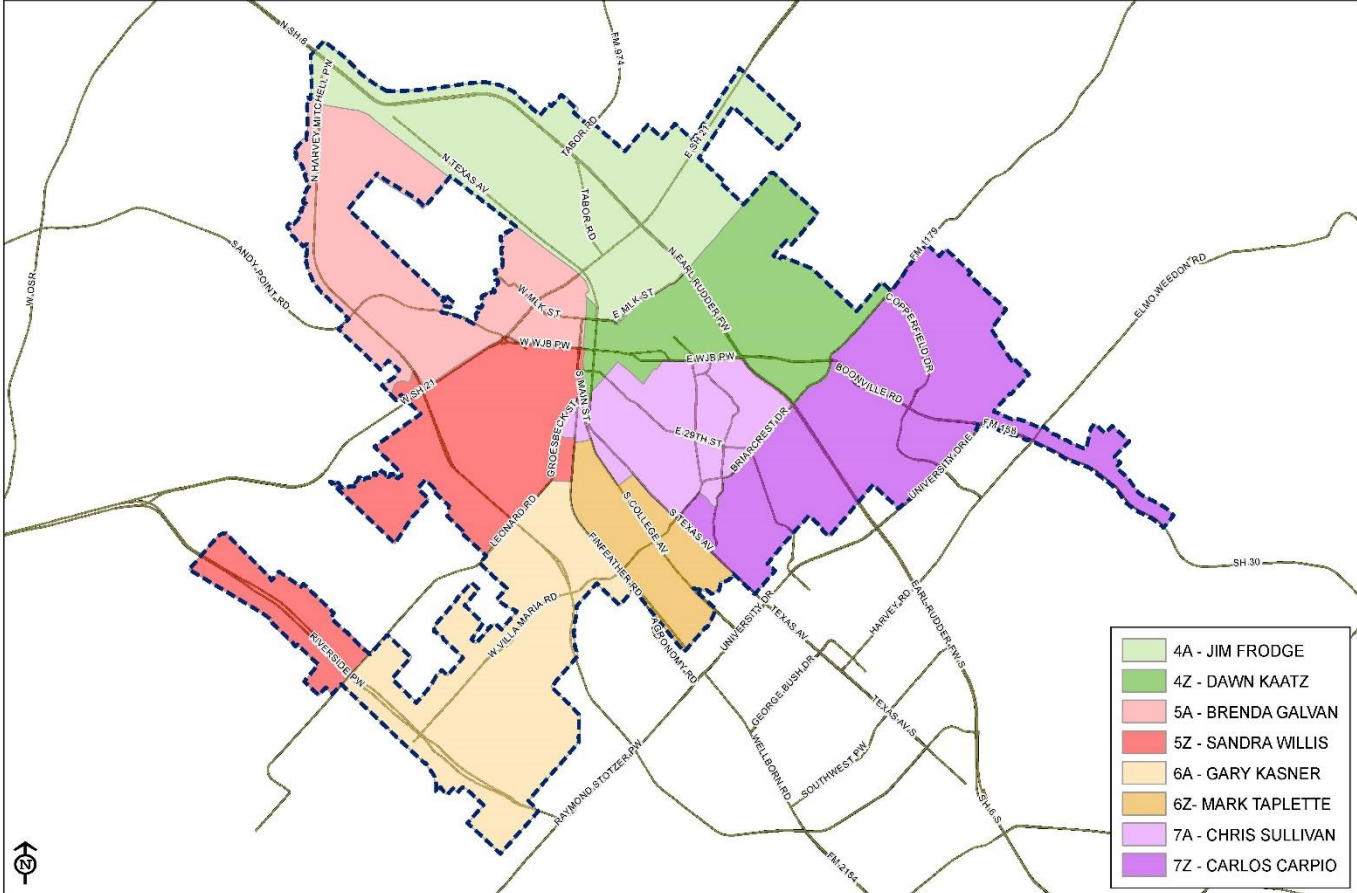 N SH 6
FM 974
N HARVEY MITCHELL PW
TABOR RD
E SH 21
N TEXAS AV
TABOR RD
SANDY POINT RD
W OSR
N EARL RUDDER FW
FM 1179
ELMO WEEDON RD
W MLK ST
E MLK ST
COPPERFIELD DR
W WJB PW
E WJB PW
BOONVILLE RD
W SH 21
S MAIN ST
GROESBECK ST
E 29TH ST
BRIARCREST DR
FM 158
UNIVERSITY DR E
LEONARD RD
S COLLEGE AV
S TEXAS AV
FINFEATHER RD
SH 30
W VILLA MARIA RD
AGRONOMY RD
UNIVERSITY DR
TEXAS AV
HARVEY RD
EARL RUDDER FW S
RIVERSIDE PW
GEORGE BUSH DR
TEXAS AV S
WELLBORN RD
SOUTHWEST PW
RAYMOND STOTZER PW
SH 6 S
FM 2154
4A - JIM FRODGE
4Z - DAWN KAATZ
5A - BRENDA GALVAN
5Z - SANDRA WILLIS
6A - GARY KASNER
6Z- MARK TAPLETTE
7A - CHRIS SULLIVAN
7Z - CARLOS CARPIO
N